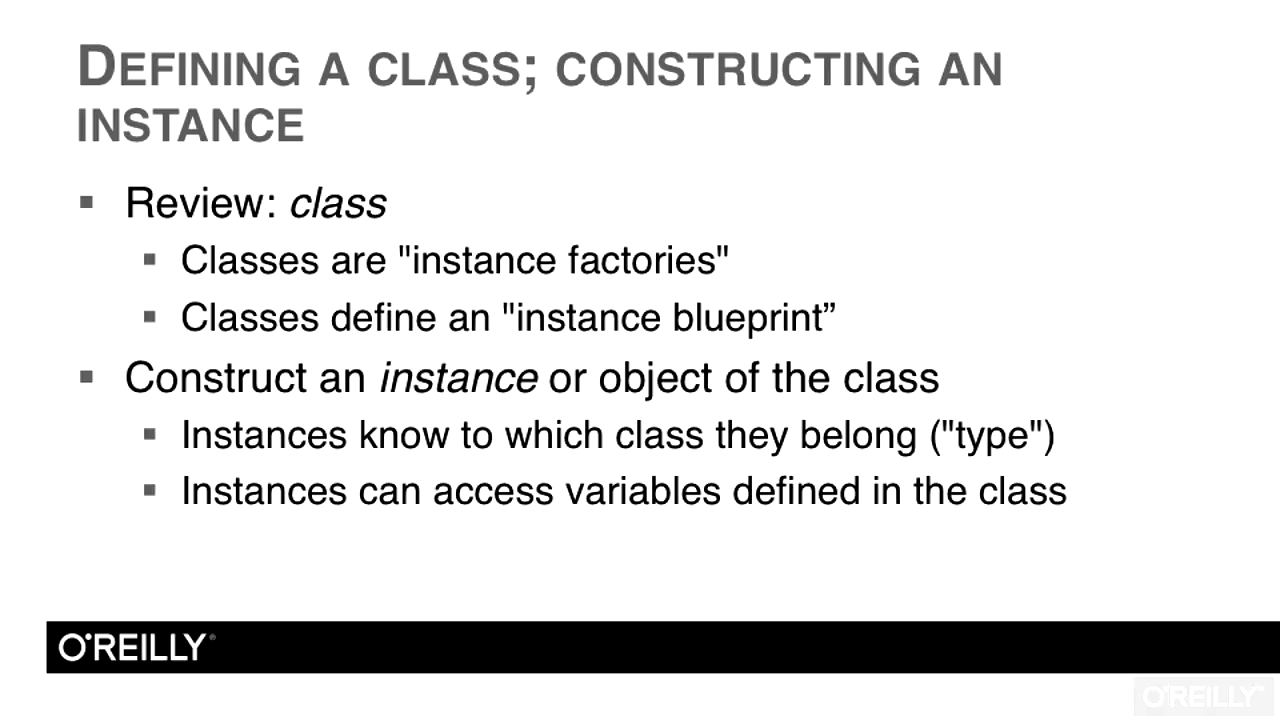 DEFINING A CLASS; CONSTRUCTING AN
INSTANCE
▪ Review: class
▪ Classes are "instance factories"
▪ Classes define an "instance blueprint”
▪ Construct an instance or object of the class
▪ Instances know to which class they belong ("type")
▪ Instances can access variables defined in the class
O'REILLY®
O'REILLY